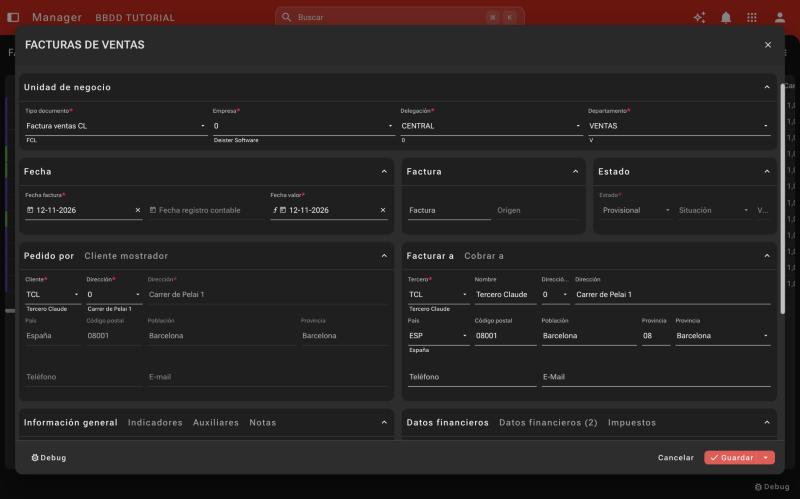 Manager BBDD TUTORIAL Buscar ⌘ K
FACTURAS DE VENTAS
Unidad de negocio
Tipo documento* Empresa* Delegación* Departamento*
Factura ventas CL 0 CENTRAL VENTAS
FCL Deister Software 0 V
Fecha Factura Estado
Fecha factura* Fecha valor* Estado*
12-11-2026 Fecha registro contable 12-11-2026 Factura Origen Provisional Situación V...
Pedido por Cliente mostrador Facturar a Cobrar a
Cliente* Dirección* Dirección* Tercero* Nombre Direcció... Dirección
TCL 0 Carrer de Pelai 1 TCL Tercero Claude 0 Carrer de Pelai 1
Tercero Claude Carrer de Pelai 1 Tercero Claude
País Código postal Población Provincia País Código postal Población Provincia Provincia
España 08001 Barcelona Barcelona ESP 08001 Barcelona 08 Barcelona
España
Teléfono E-mail Teléfono E-Mail
Información general Indicadores Auxiliares Notas Datos financieros Datos financieros (2) Impuestos
Debug Cancelar Guardar
Debug